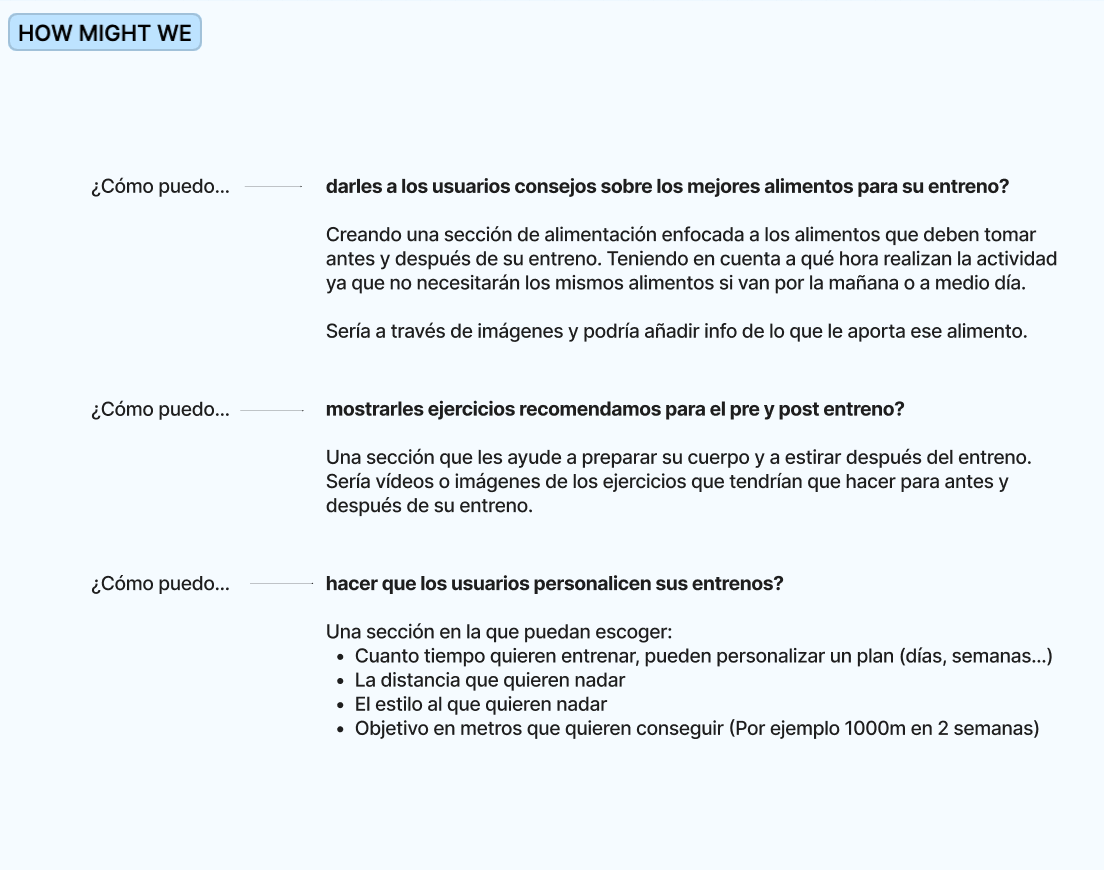 HOW MIGHT WE
¿Cómo puedo...
darles a los usuarios consejos sobre los mejores alimentos para su entreno?
Creando una sección de alimentación enfocada a los alimentos que deben tomar
antes y después de su entreno. Teniendo en cuenta a qué hora realizan la actividad
ya que no necesitarán los mismos alimentos si van por la mañana o a medio día.
Sería a través de imágenes y podría añadir info de lo que le aporta ese alimento.
¿Cómo puedo...
mostrarles ejercicios recomendamos para el pre y post entreno?
Una sección que les ayude a preparar su cuerpo y a estirar después del entreno.
Sería vídeos o imágenes de los ejercicios que tendrían que hacer para antes y
después de su entreno.
¿Cómo puedo...
hacer que los usuarios personalicen sus entrenos?
Una sección en la que puedan escoger:
• Cuanto tiempo quieren entrenar, pueden personalizar un plan (días, semanas...)
• La distancia que quieren nadar
• El estilo al que quieren nadar
• Objetivo en metros que quieren conseguir (Por ejemplo 1000m en 2 semanas)